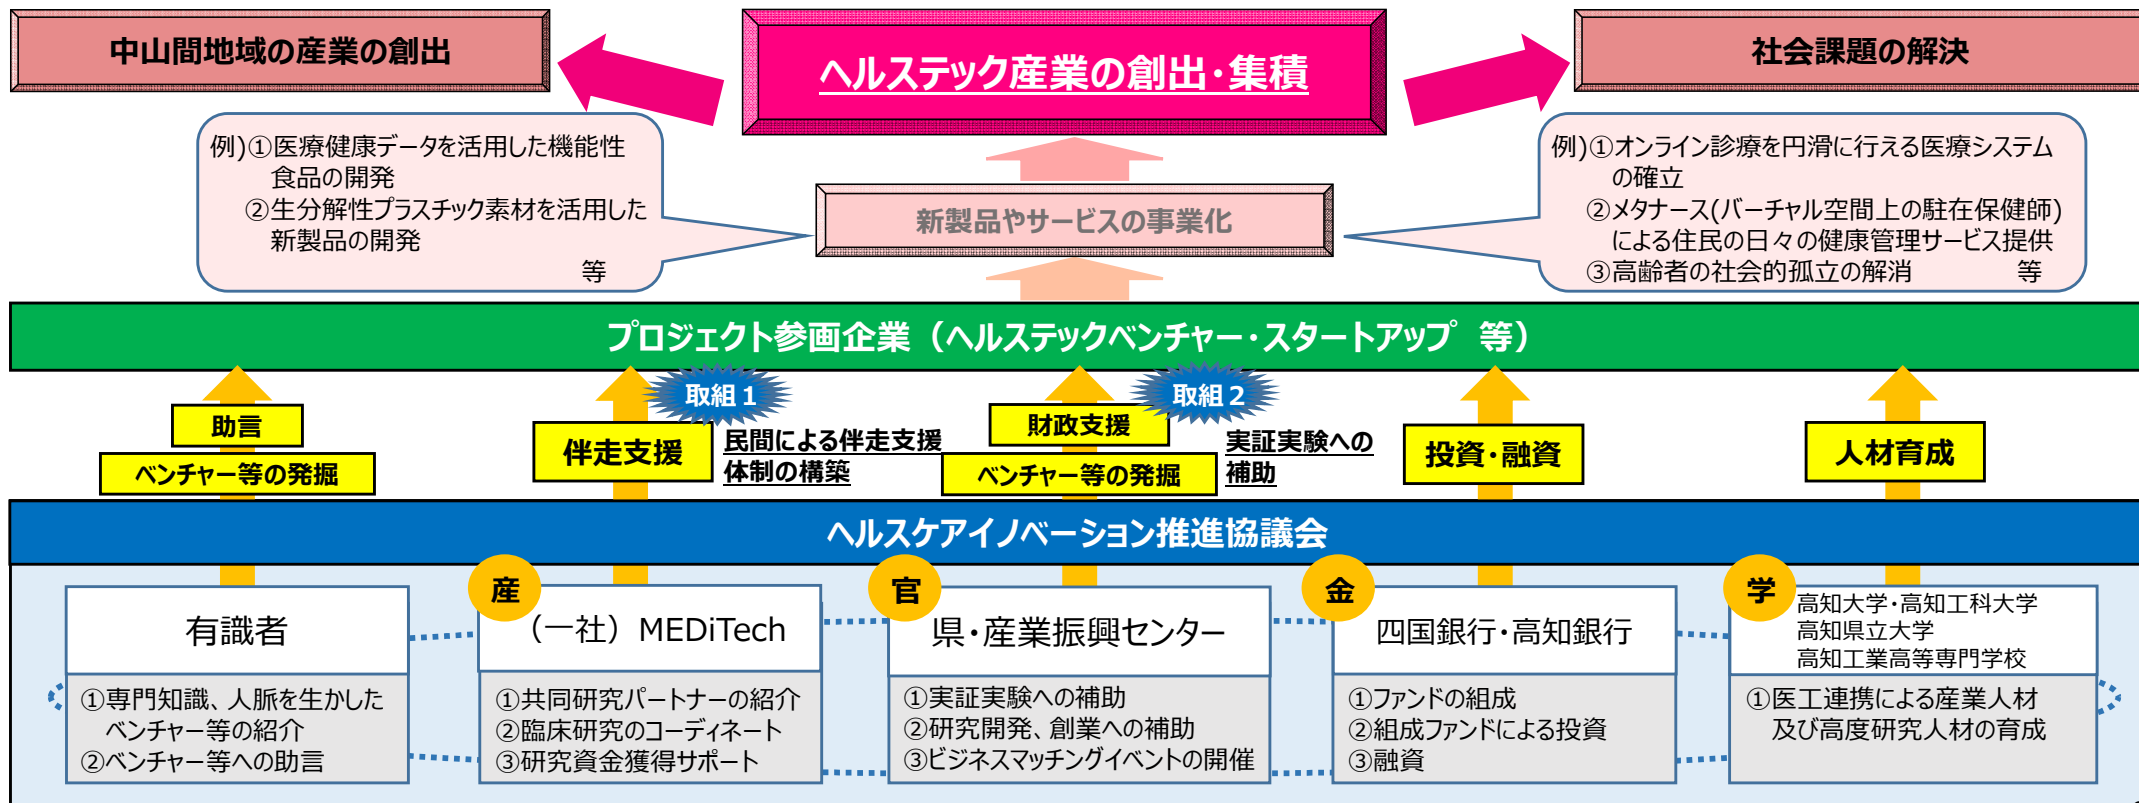 中山間地域の産業の創出
ヘルステック産業の創出・集積
社会課題の解決
例)①医療健康データを活用した機能性
食品の開発
②生分解性プラスチック素材を活用した
新製品の開発
等
新製品やサービスの事業化
例)①オンライン診療を円滑に行える医療システム
の確立
②メタナース(バーチャル空間上の駐在保健師)
による住民の日々の健康管理サービス提供
③高齢者の社会的孤立の解消 等
プロジェクト参画企業（ヘルステックベンチャー・スタートアップ 等）
助言
ベンチャー等の発掘
取組１
伴走支援
民間による伴走支援
体制の構築
取組２
財政支援
ベンチャー等の発掘
実証実験への
補助
投資・融資
人材育成
ヘルスケアイノベーション推進協議会
有識者
①専門知識、人脈を生かした
ベンチャー等の紹介
②ベンチャー等への助言
産
（一社）MEDiTech
①共同研究パートナーの紹介
②臨床研究のコーディネート
③研究資金獲得サポート
官
県・産業振興センター
①実証実験への補助
②研究開発、創業への補助
③ビジネスマッチングイベントの開催
金
四国銀行・高知銀行
①ファンドの組成
②組成ファンドによる投資
③融資
学
高知大学・高知工科大学
高知県立大学
高知工業高等専門学校
①医工連携による産業人材
及び高度研究人材の育成